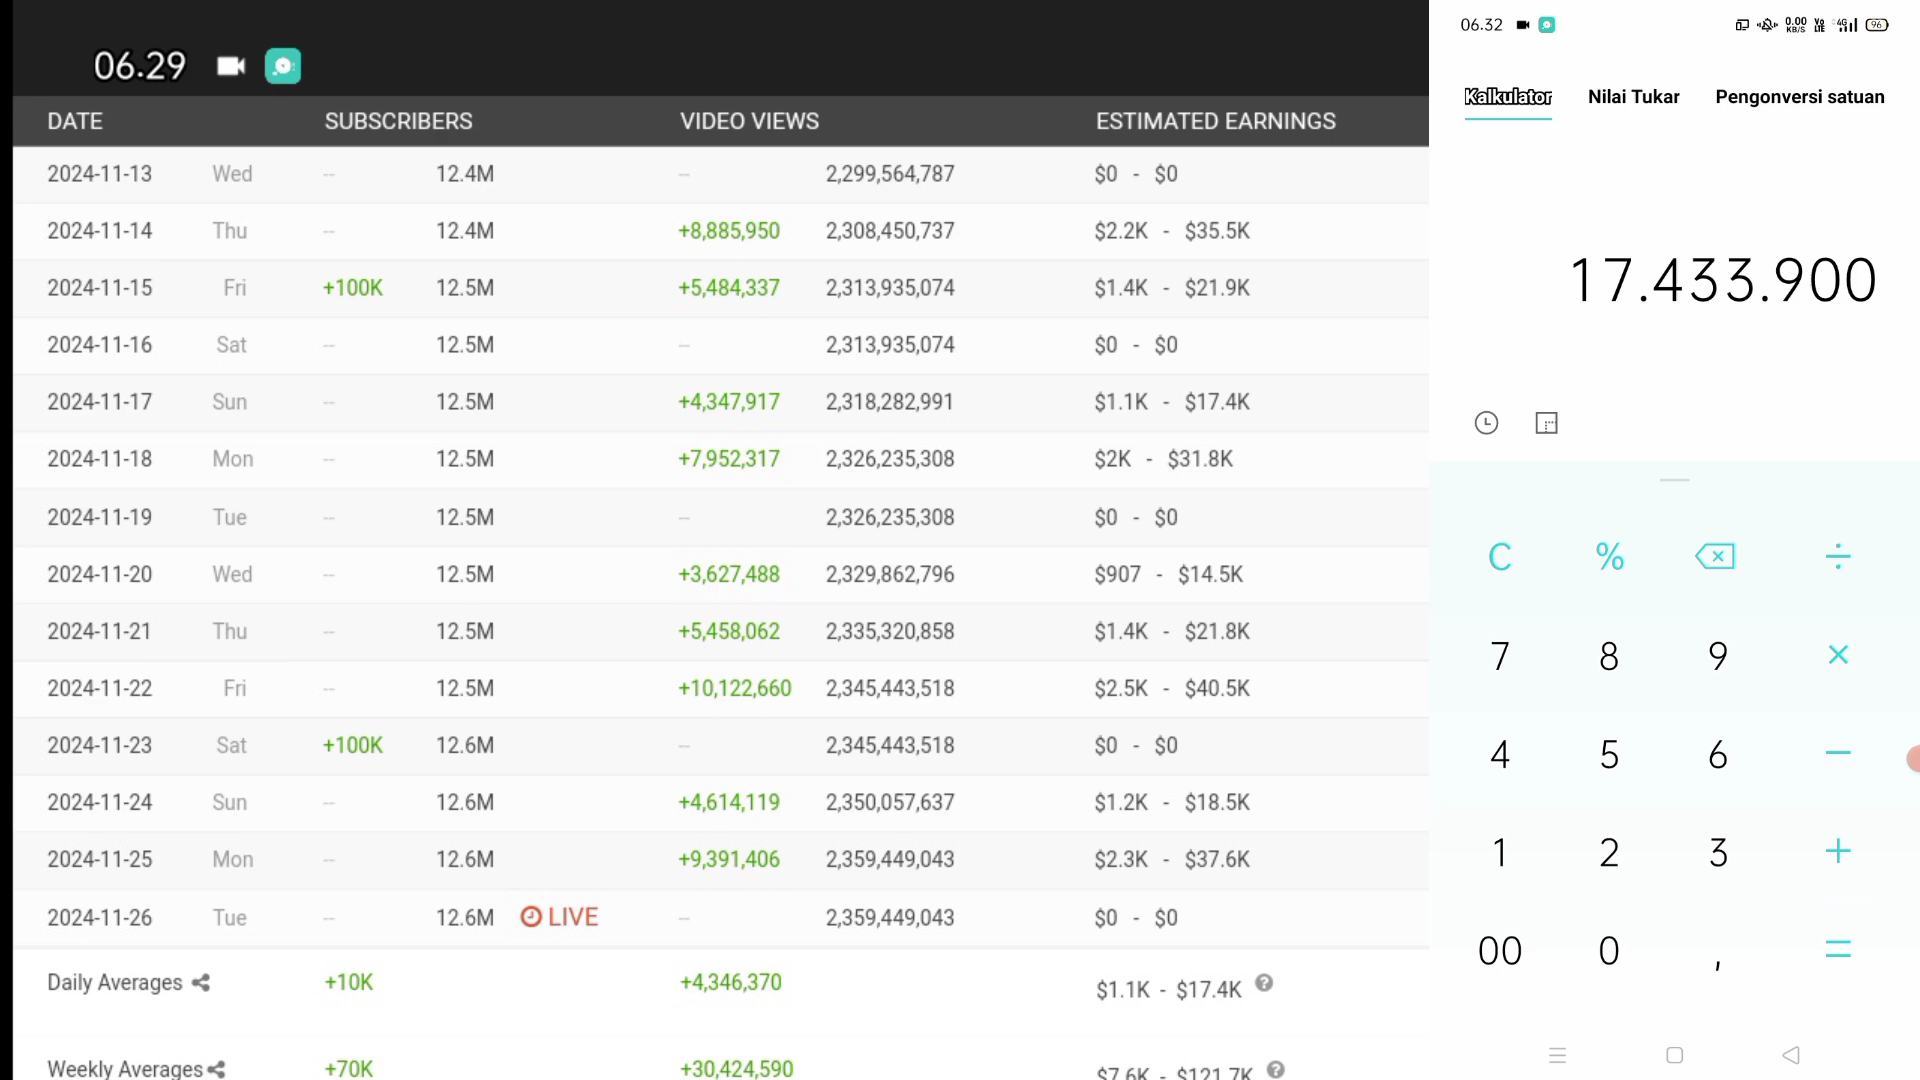 06.29
DATE SUBSCRIBERS VIDEO VIEWS ESTIMATED EARNINGS
2024-11-13 Wed -- 12.4M -- 2,299,564,787 $0 - $0
2024-11-14 Thu -- 12.4M +8,885,950 2,308,450,737 $2.2K - $35.5K
2024-11-15 Fri +100K 12.5M +5,484,337 2,313,935,074 $1.4K - $21.9K
2024-11-16 Sat -- 12.5M -- 2,313,935,074 $0 - $0
2024-11-17 Sun -- 12.5M +4,347,917 2,318,282,991 $1.1K - $17.4K
2024-11-18 Mon -- 12.5M +7,952,317 2,326,235,308 $2K - $31.8K
2024-11-19 Tue -- 12.5M -- 2,326,235,308 $0 - $0
2024-11-20 Wed -- 12.5M +3,627,488 2,329,862,796 $907 - $14.5K
2024-11-21 Thu -- 12.5M +5,458,062 2,335,320,858 $1.4K - $21.8K
2024-11-22 Fri -- 12.5M +10,122,660 2,345,443,518 $2.5K - $40.5K
2024-11-23 Sat +100K 12.6M -- 2,345,443,518 $0 - $0
2024-11-24 Sun -- 12.6M +4,614,119 2,350,057,637 $1.2K - $18.5K
2024-11-25 Mon -- 12.6M +9,391,406 2,359,449,043 $2.3K - $37.6K
2024-11-26 Tue -- 12.6M LIVE -- 2,359,449,043 $0 - $0
Daily Averages +10K +4,346,370 $1.1K - $17.4K ?
Weekly Averages +70K +30,424,590 $7.6K - $121.7K ?
06.32 0.00 KB/S Vo LTE 4G 96
Kalkulator Nilai Tukar Pengonversi satuan
17.433.900
C % ÷
7 8 9 ×
4 5 6 −
1 2 3 +
00 0 , =